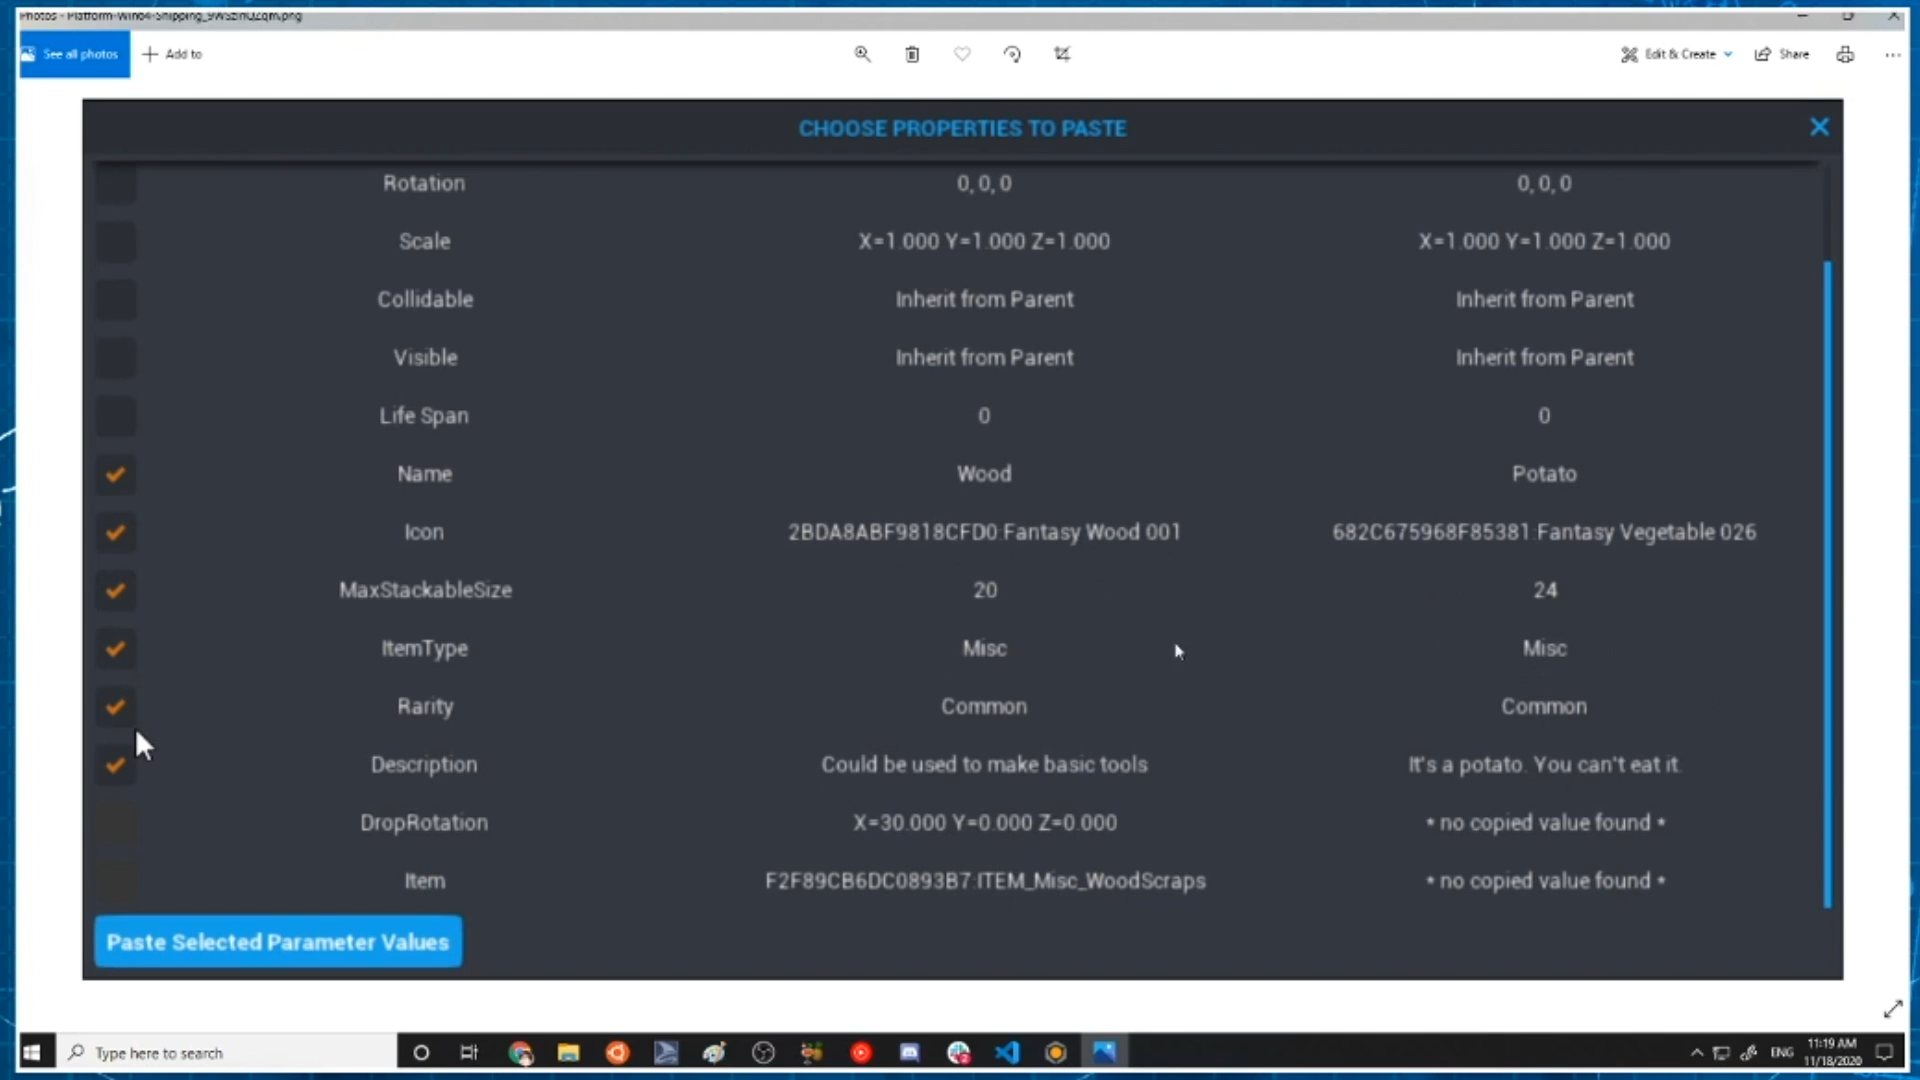 Photos - Platform-Win64-Shipping_9WSzlnQZqm.png
See all photos
Add to
Edit & Create
Share
CHOOSE PROPERTIES TO PASTE
Rotation 0, 0, 0 0, 0, 0
Scale X=1.000 Y=1.000 Z=1.000 X=1.000 Y=1.000 Z=1.000
Collidable Inherit from Parent Inherit from Parent
Visible Inherit from Parent Inherit from Parent
Life Span 0 0
Name Wood Potato
Icon 2BDA8ABF9818CFD0:Fantasy Wood 001 682C675968F85381:Fantasy Vegetable 026
MaxStackableSize 20 24
ItemType Misc Misc
Rarity Common Common
Description Could be used to make basic tools It's a potato. You can't eat it.
DropRotation X=30.000 Y=0.000 Z=0.000 * no copied value found *
Item F2F89CB6DC0893B7:ITEM_Misc_WoodScraps * no copied value found *
Paste Selected Parameter Values
Type here to search
ENG
11:19 AM
11/18/2020